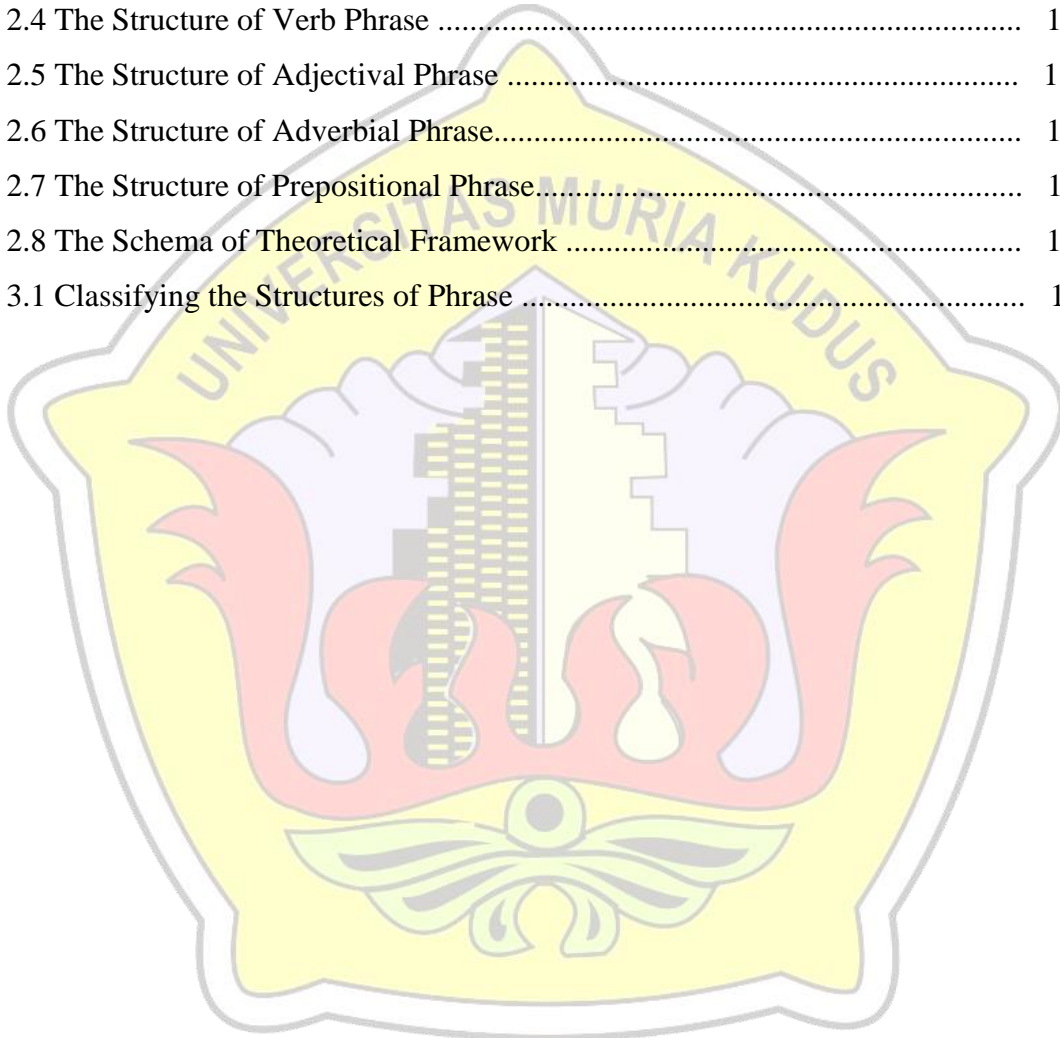 2.4 The Structure of Verb Phrase ........................................................................ 1
2.5 The Structure of Adjectival Phrase ............................................................... 1
2.6 The Structure of Adverbial Phrase................................................................. 1
2.7 The Structure of Prepositional Phrase............................................................ 1
2.8 The Schema of Theoretical Framework ........................................................ 1
3.1 Classifying the Structures of Phrase .............................................................. 1
UNIVERSITAS MURIA KUDUS